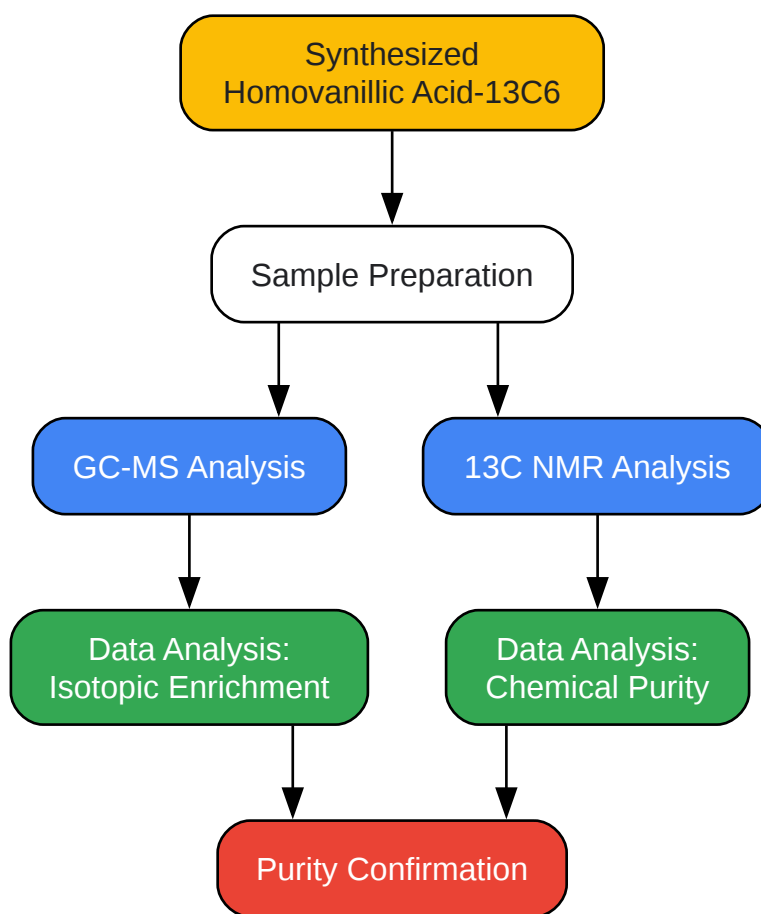 Synthesized
Homovanillic Acid-13C6
Sample Preparation
GC-MS Analysis
13C NMR Analysis
Data Analysis:
Isotopic Enrichment
Data Analysis:
Chemical Purity
Purity Confirmation